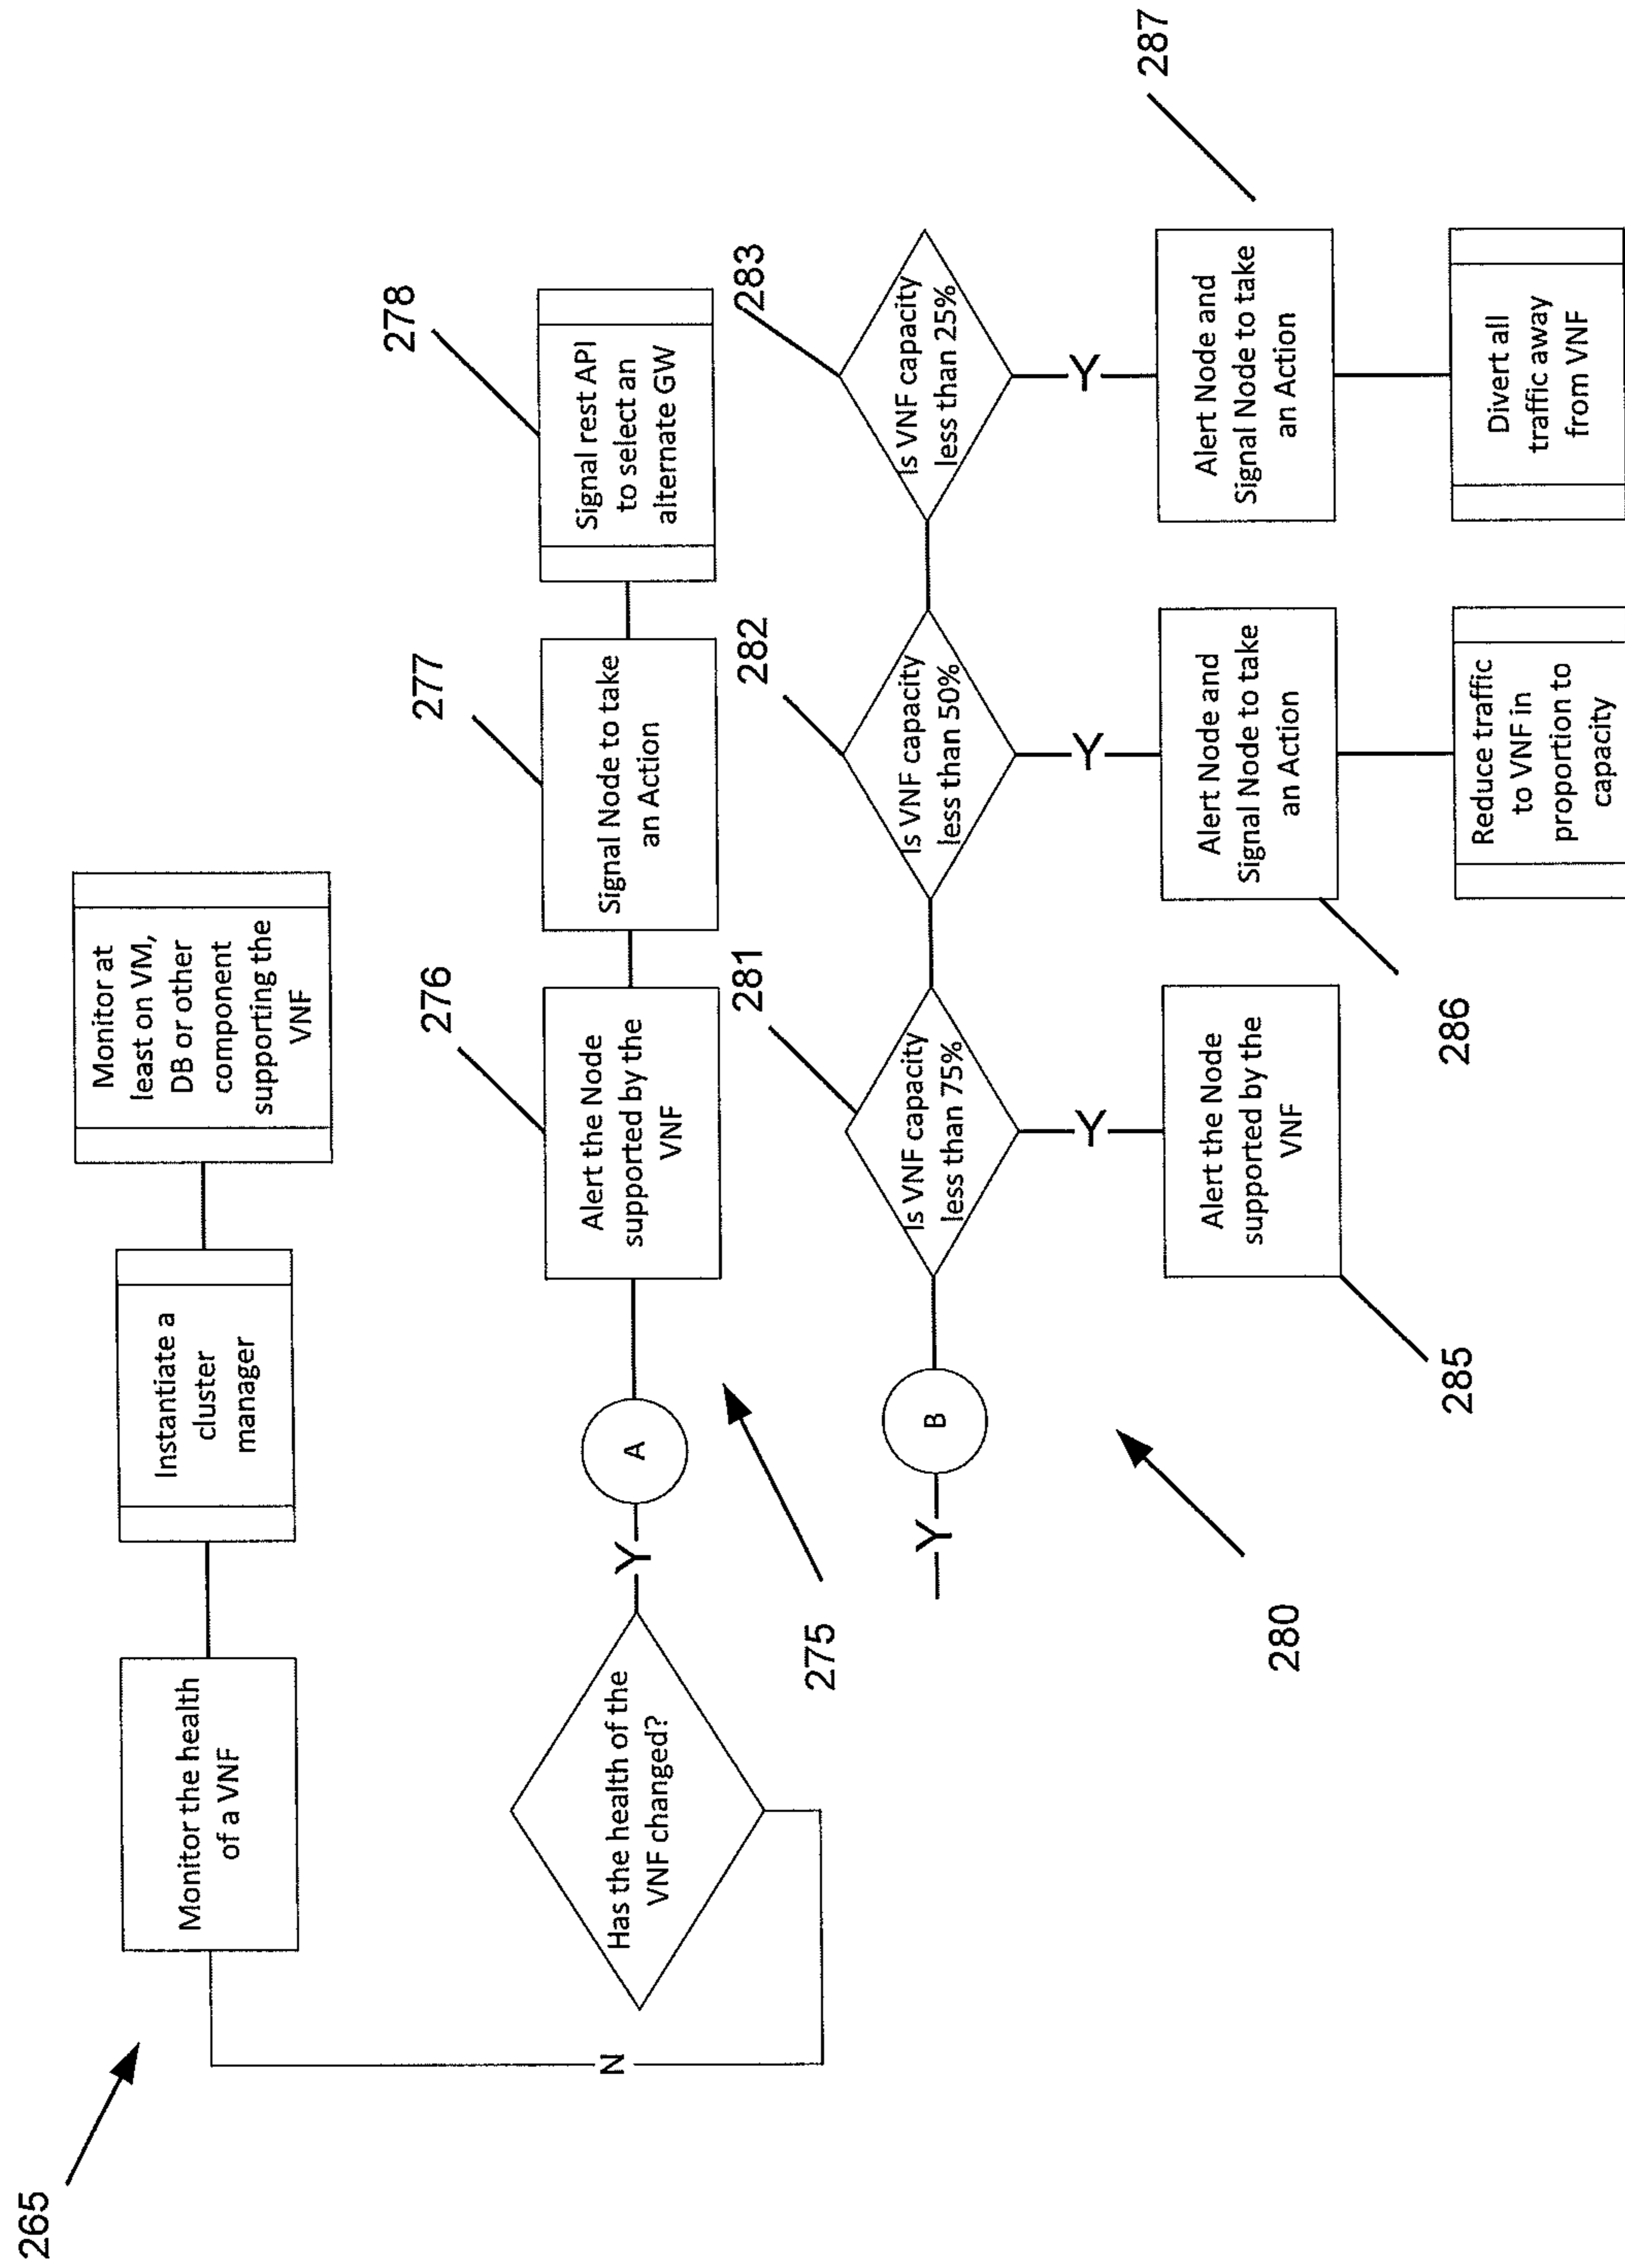 265
Monitor the health
of a VNF
Instantiate a
cluster
manager
Monitor at
least on VM,
DB or other
component
supporting the
VNF
N
Has the health of the
VNF changed?
Y
A
275
276
Alert the Node
supported by the
VNF
277
Signal Node to take
an Action
278
Signal rest API
to select an
alternate GW
Y
B
280
281
Is VNF capacity
less than 75%
282
Is VNF capacity
less than 50%
283
Is VNF capacity
less than 25%
Y
Y
Y
Alert the Node
supported by the
VNF
285
Alert Node and
Signal Node to take
an Action
286
Alert Node and
Signal Node to take
an Action
287
Reduce traffic
to VNF in
proportion to
capacity
Divert all
traffic away
from VNF